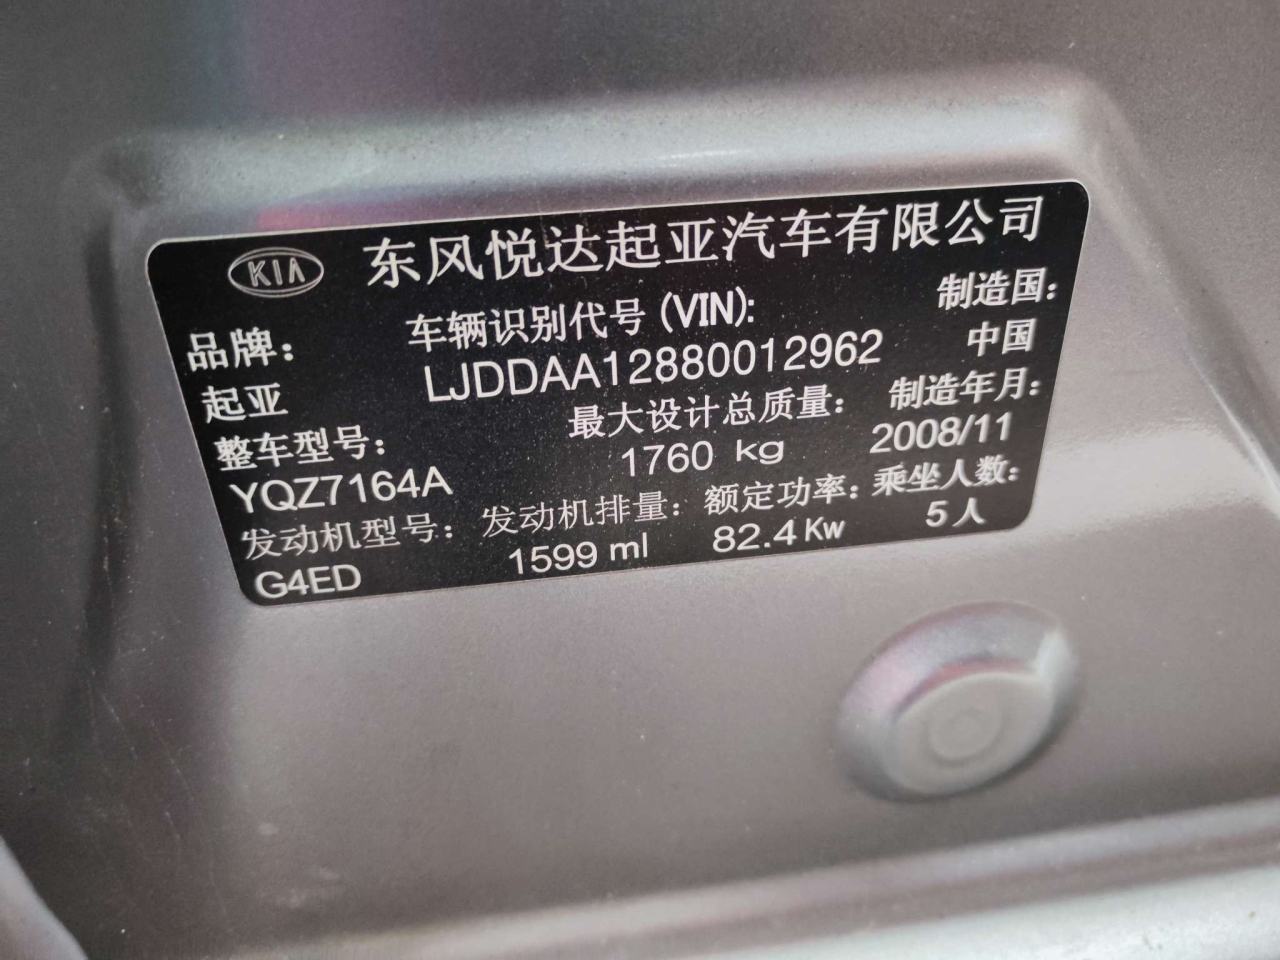 KIA 东风悦达起亚汽车有限公司
品牌： 车辆识别代号 (VIN): 制造国：
起亚 LJDDAA12880012962 中国
整车型号： 最大设计总质量： 制造年月：
YQZ7164A 1760 kg 2008/11
发动机型号： 发动机排量： 额定功率： 乘坐人数：
G4ED 1599 ml 82.4 Kw 5人